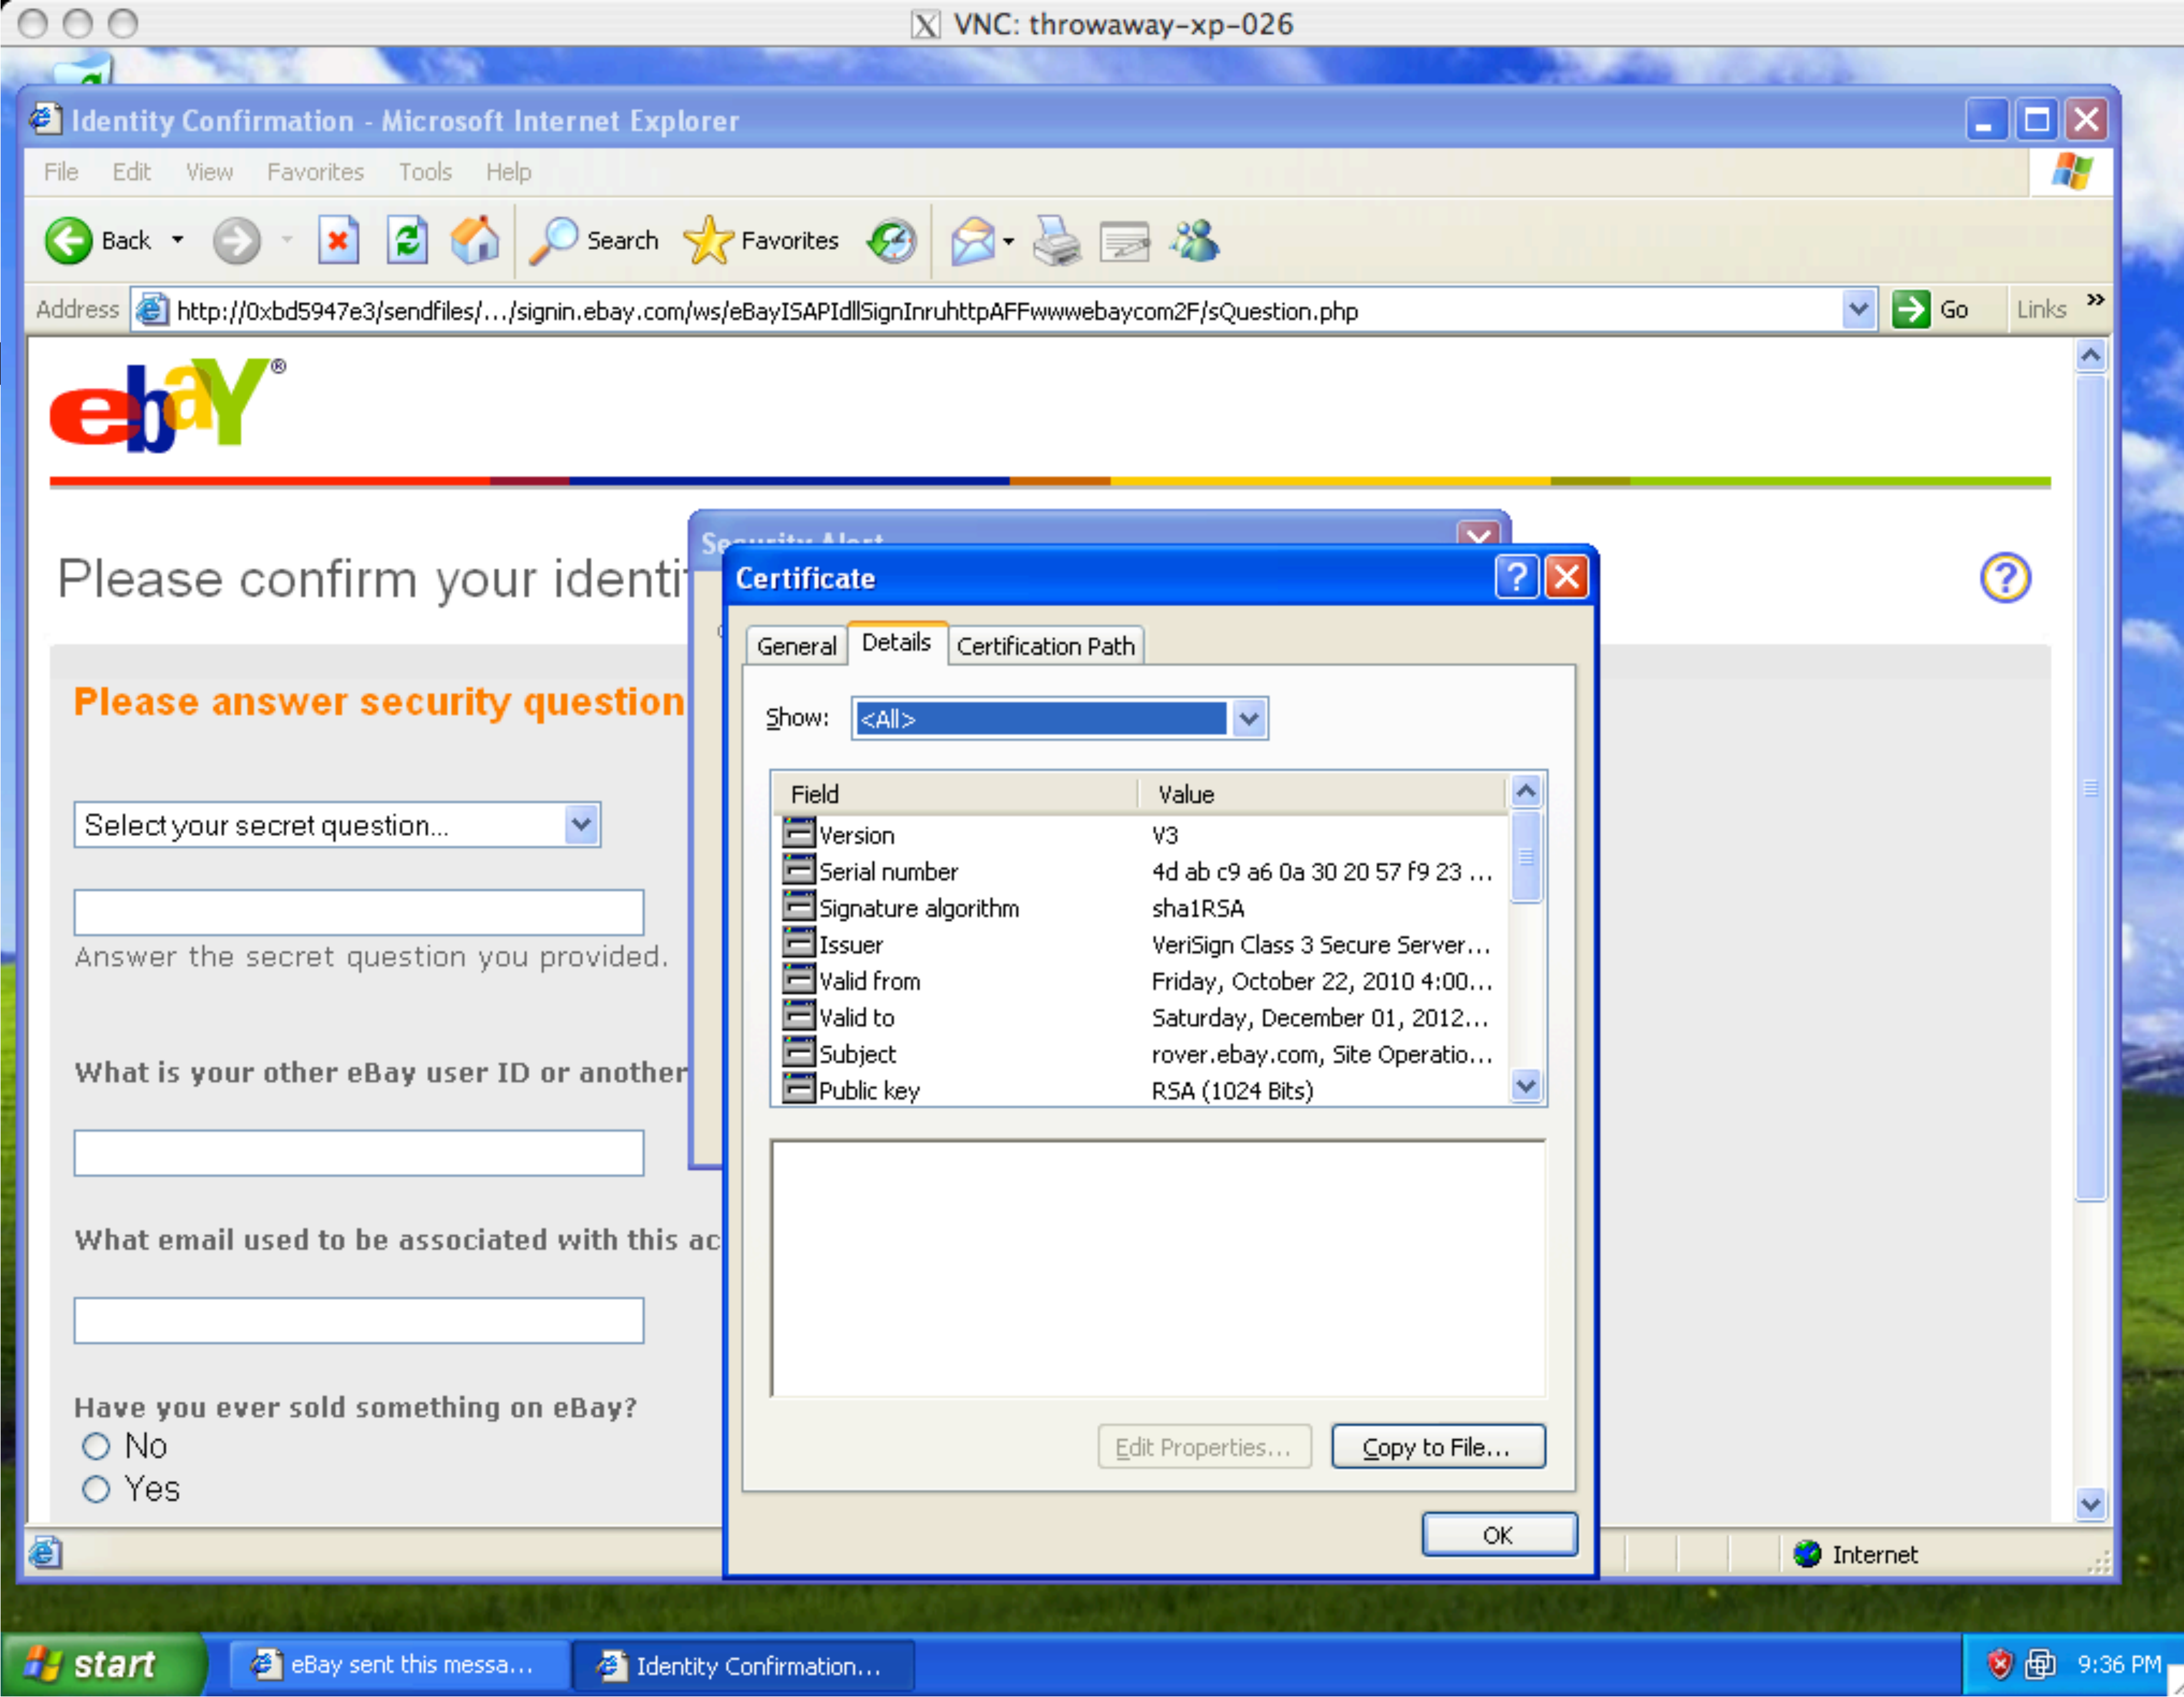 VNC: throwaway-xp-026
Identity Confirmation - Microsoft Internet Explorer
File Edit View Favorites Tools Help
Back Search Favorites
Address http://0xbd5947e3/sendfiles/.../signin.ebay.com/ws/eBayISAPIdllSignInruhttpAFFwwwebaycom2F/sQuestion.php Go Links »
ebaY®
Please confirm your identi
Security Alert
Certificate
General Details Certification Path
Please answer security question
Show: <All>
Field Value
Version V3
Serial number 4d ab c9 a6 0a 30 20 57 f9 23 ...
Signature algorithm sha1RSA
Issuer VeriSign Class 3 Secure Server...
Valid from Friday, October 22, 2010 4:00...
Valid to Saturday, December 01, 2012...
Subject rover.ebay.com, Site Operatio...
Public key RSA (1024 Bits)
Select your secret question...
Answer the secret question you provided.
What is your other eBay user ID or another
What email used to be associated with this ac
Have you ever sold something on eBay?
No
Yes
Edit Properties... Copy to File...
OK
Internet
start eBay sent this messa... Identity Confirmation... 9:36 PM